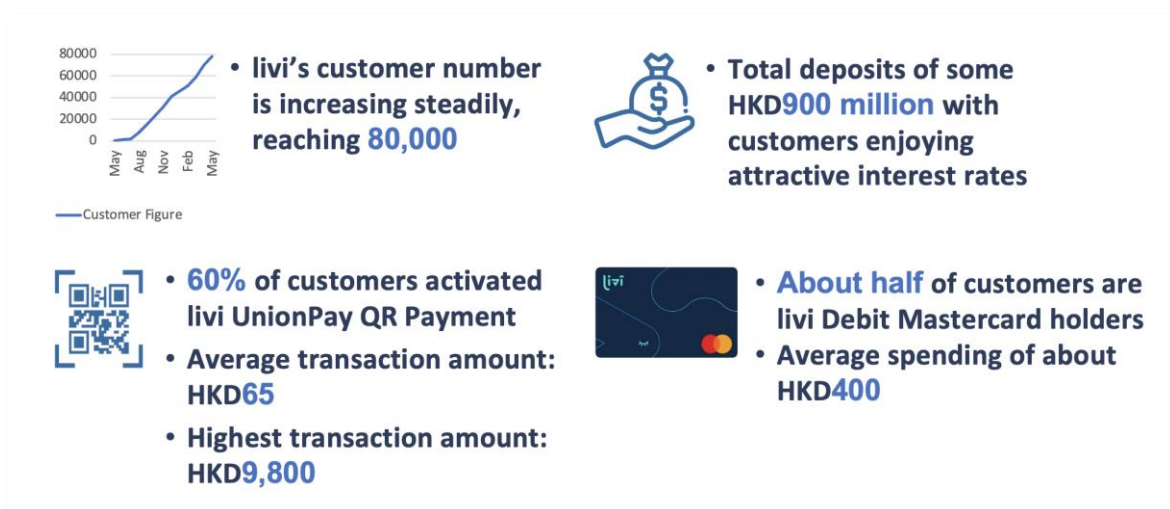 80000
60000
40000
20000
0
May
Aug
Nov
Feb
May
Customer Figure
• livi's customer number
is increasing steadily,
reaching 80,000
• Total deposits of some
HKD900 million with
customers enjoying
attractive interest rates
• 60% of customers activated
livi UnionPay QR Payment
• Average transaction amount:
HKD65
• Highest transaction amount:
HKD9,800
livi
• About half of customers are
livi Debit Mastercard holders
• Average spending of about
HKD400